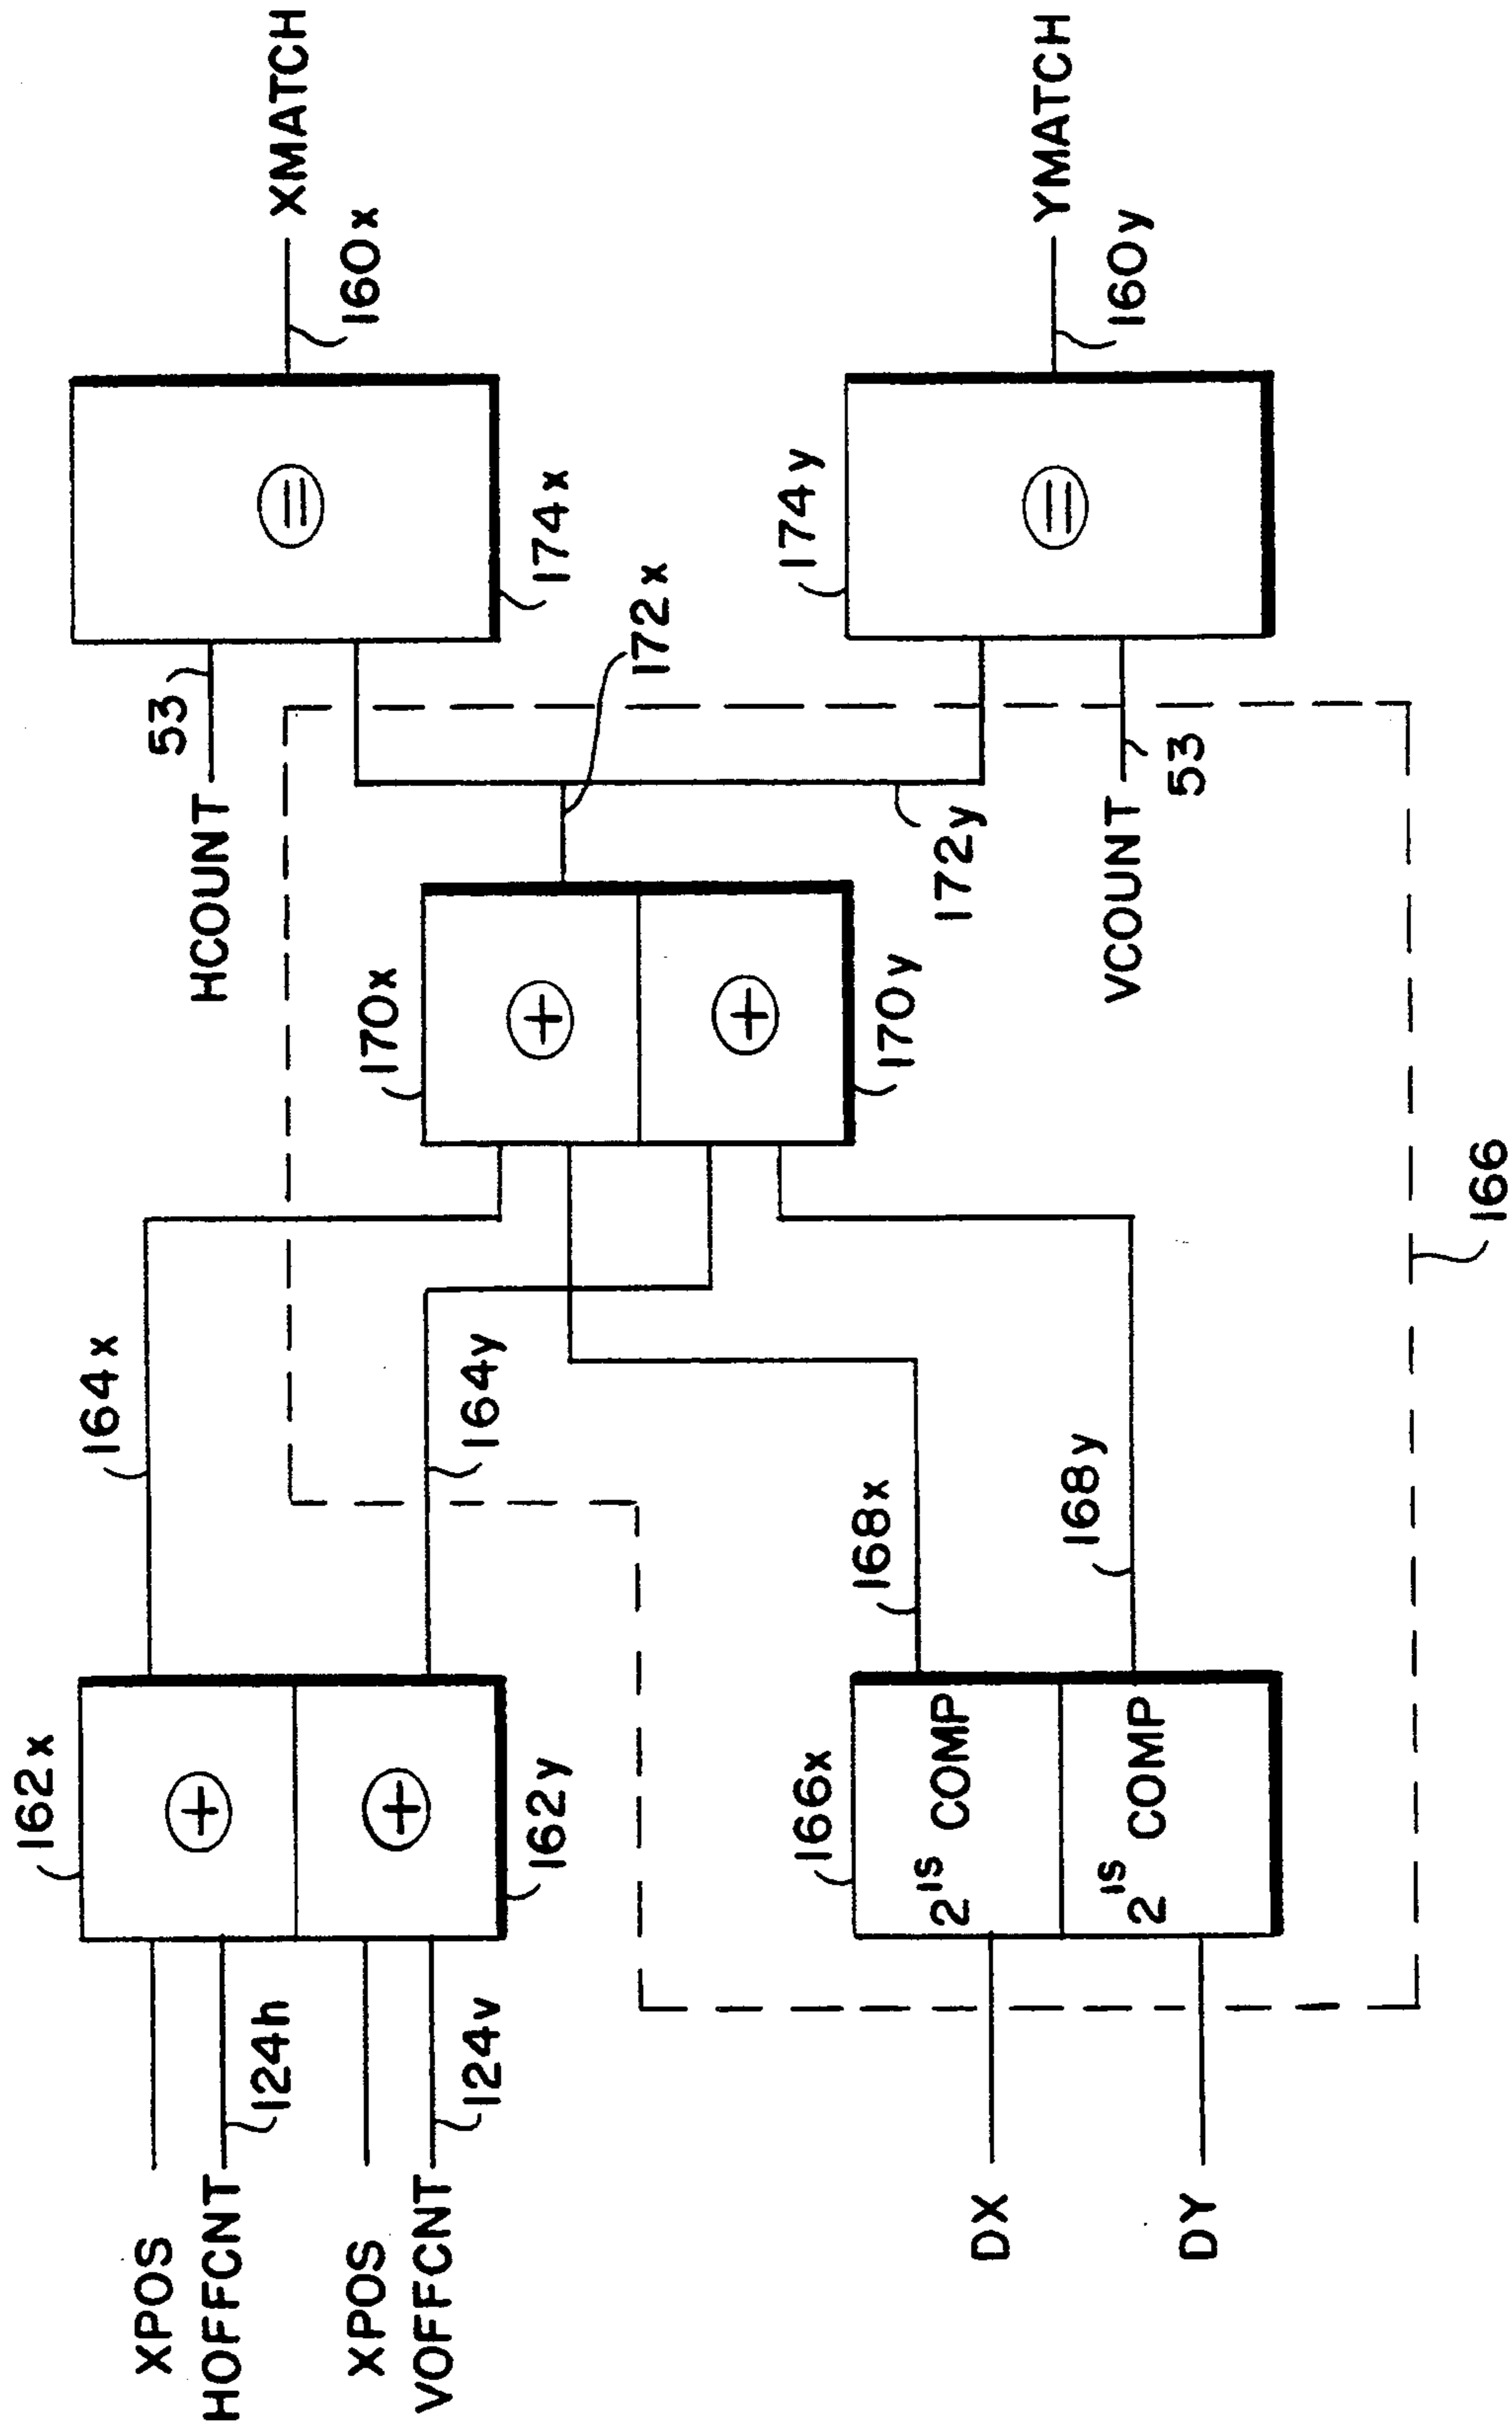 XPOS
HOFFCNT
124h
XPOS
VOFFCNT
124v
162x
+
+
162y
164x
164y
DX
DY
166x
2's COMP
2's COMP
168x
168y
170x
+
+
170y
172x
172y
HCOUNT
53
VCOUNT
53
174x
=
174y
=
160x
XMATCH
160y
YMATCH
166